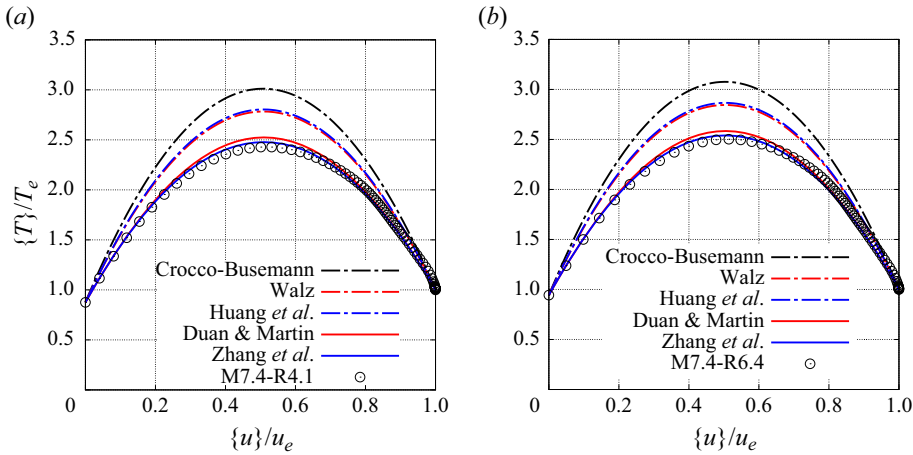 (a)
3.5
3.0
2.5
2.0
1.5
1.0
0.5
{T}/T_e
Crocco-Busemann
Walz
Huang et al.
Duan & Martin
Zhang et al.
M7.4-R4.1
0 0.2 0.4 0.6 0.8 1.0
{u}/u_e
(b)
3.5
3.0
2.5
2.0
1.5
1.0
0.5
Crocco-Busemann
Walz
Huang et al.
Duan & Martin
Zhang et al.
M7.4-R6.4
0 0.2 0.4 0.6 0.8 1.0
{u}/u_e